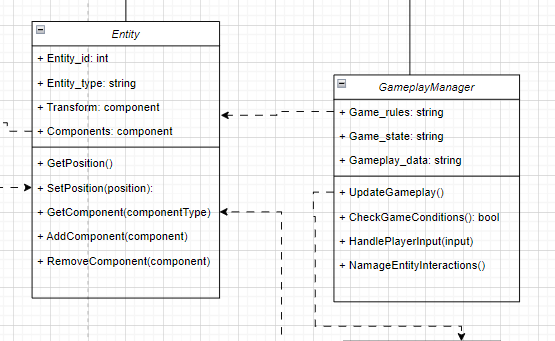 Entity
+ Entity_id: int
+ Entity_type: string
+ Transform: component
+ Components: component
+ GetPosition()
+ SetPosition(position):
+ GetComponent(componentType)
+ AddComponent(component)
+ RemoveComponent(component)
GameplayManager
+ Game_rules: string
+ Game_state: string
+ Gameplay_data: string
+ UpdateGameplay()
+ CheckGameConditions(): bool
+ HandlePlayerInput(input)
+ NamageEntityInteractions()